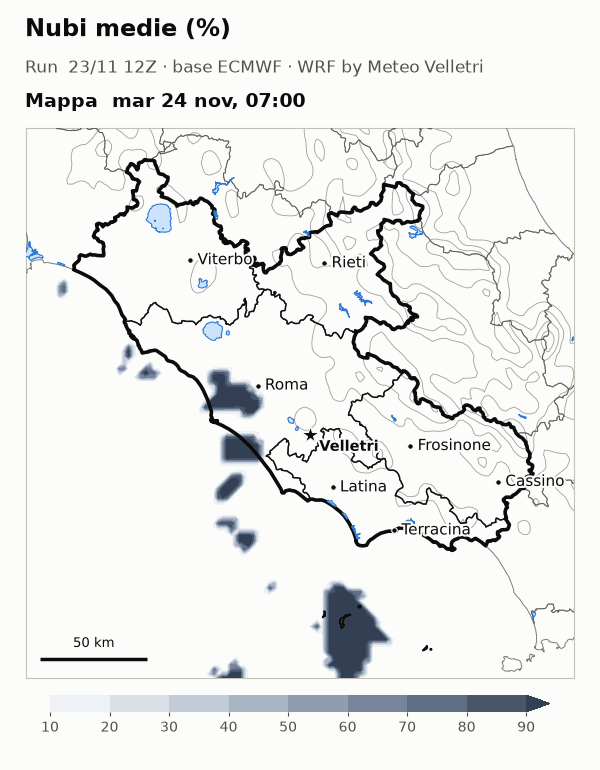 Nubi medie (%)
Run  23/11 12Z · base ECMWF · WRF by Meteo Velletri
Mappa  mar 24 nov, 07:00
Viterbo
Rieti
Roma
Velletri
Frosinone
Cassino
Latina
Terracina
50 km
10 20 30 40 50 60 70 80 90